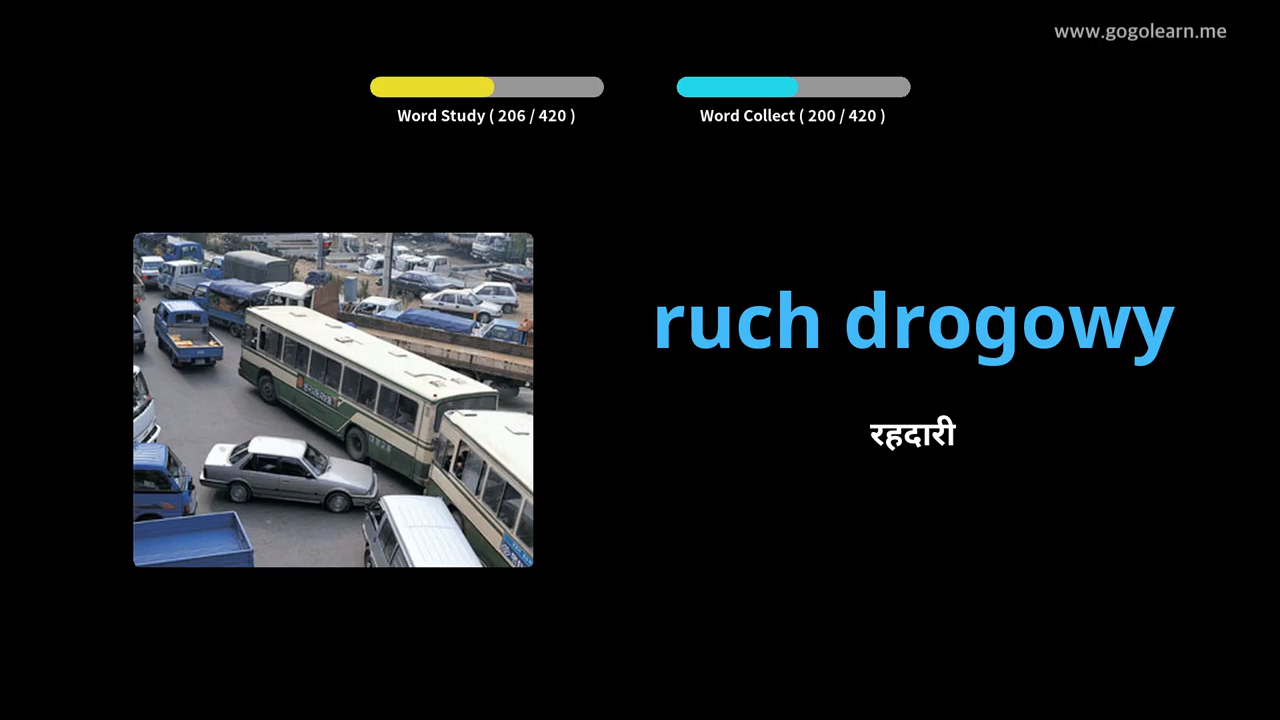 www.gogolearn.me
Word Study ( 206 / 420 )
Word Collect ( 200 / 420 )
ruch drogowy
रहदारी